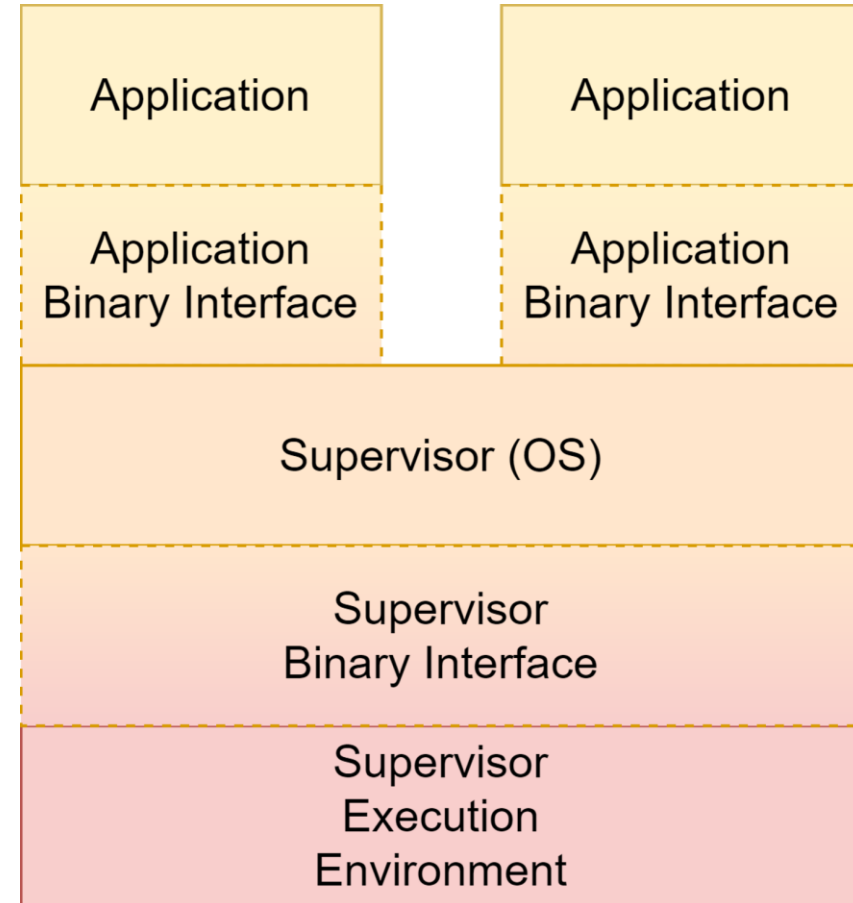 Application
Application
Application
Binary Interface
Application
Binary Interface
Supervisor (OS)
Supervisor
Binary Interface
Supervisor
Execution
Environment